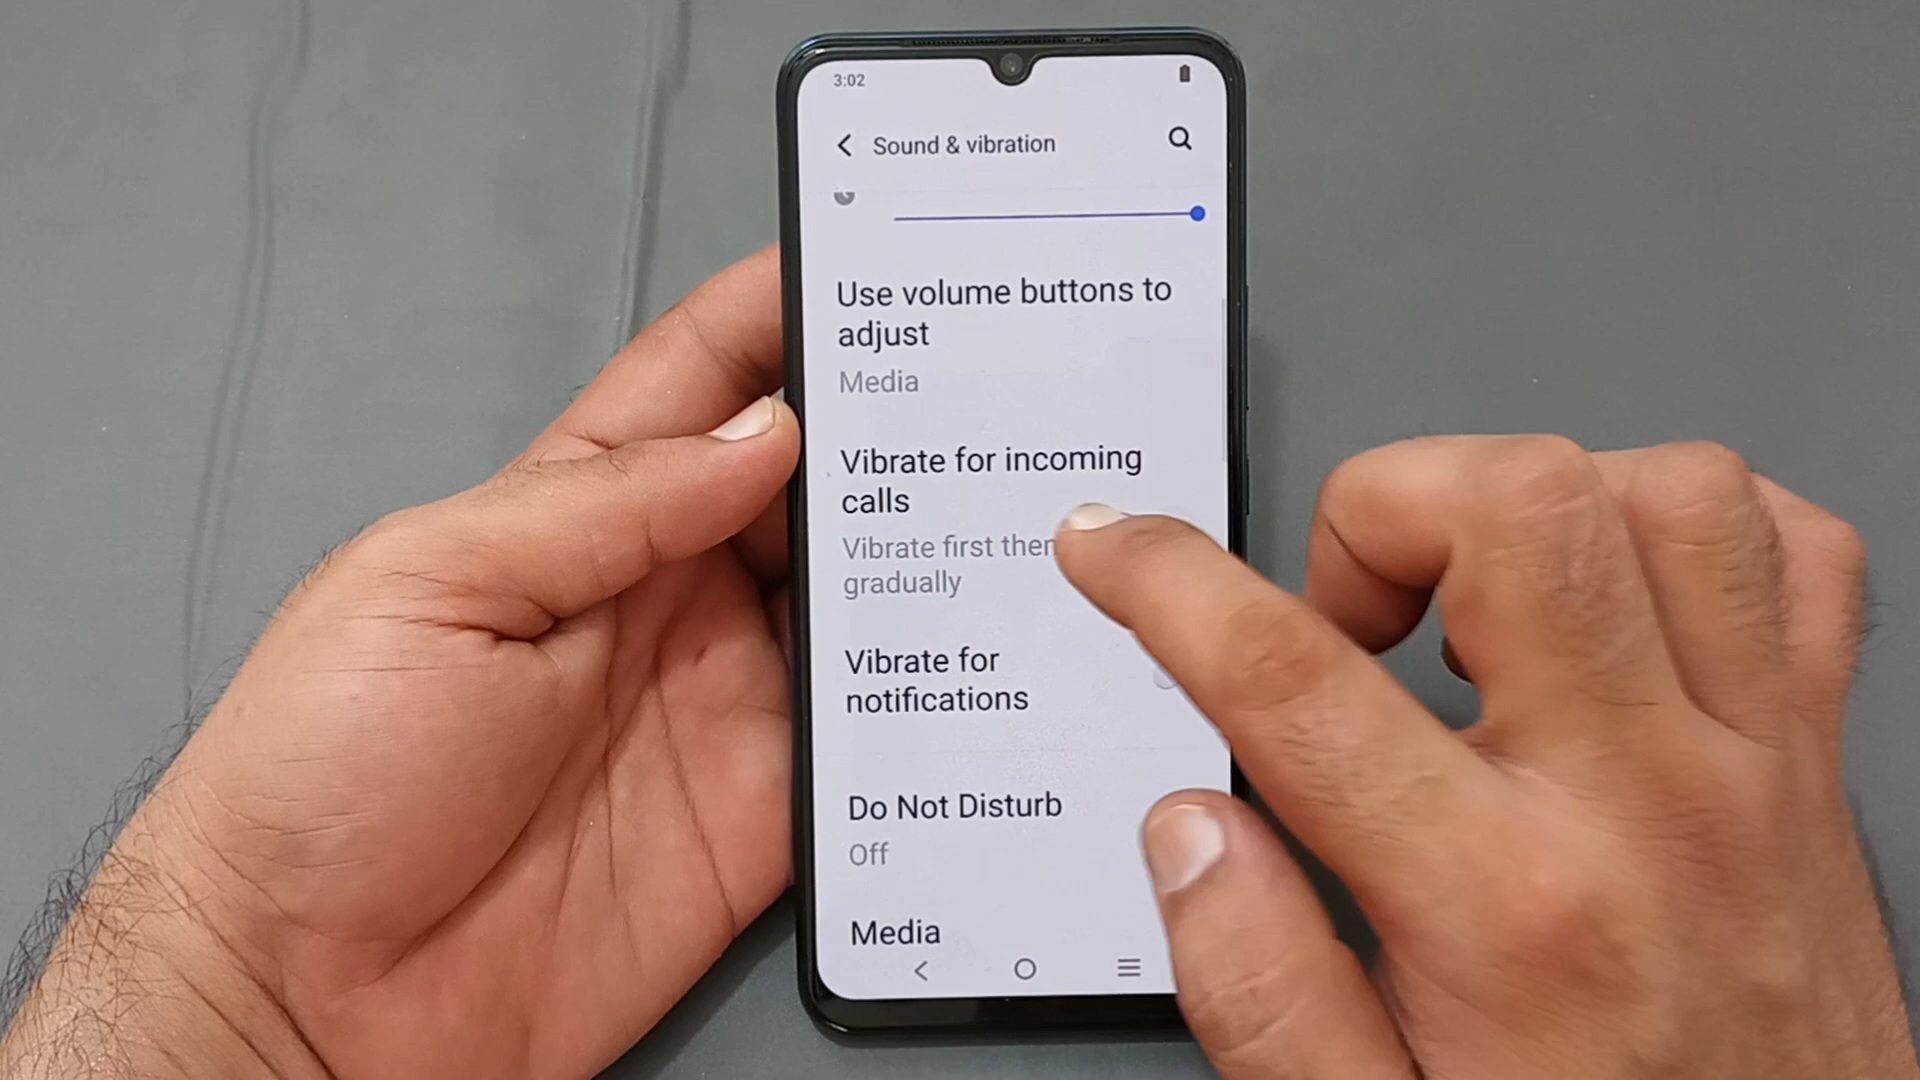 3:02
Sound & vibration
Use volume buttons to
adjust
Media
Vibrate for incoming
calls
Vibrate first then
gradually
Vibrate for
notifications
Do Not Disturb
Off
Media